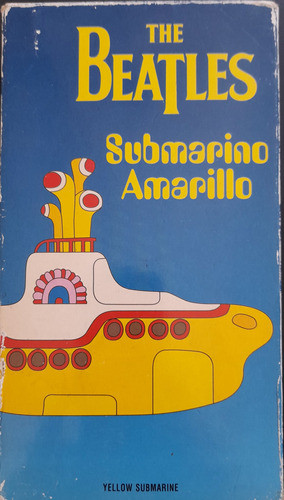 THE
BEATLES
Submarino
Amarillo
YELLOW SUBMARINE